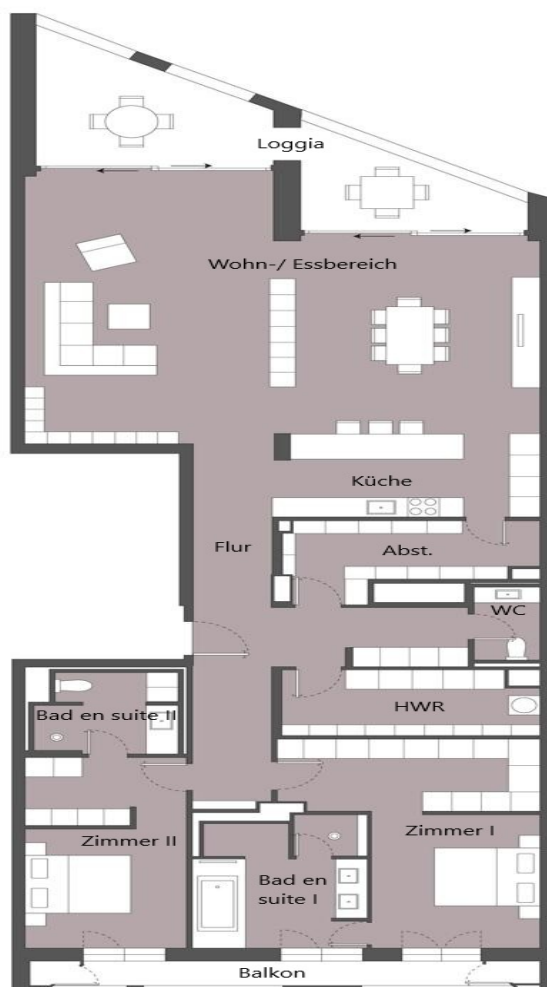 Loggia
Wohn-/ Essbereich
Küche
Flur
Abst.
WC
HWR
Bad en suite II
Zimmer II
Zimmer I
Bad en
suite I
Balkon